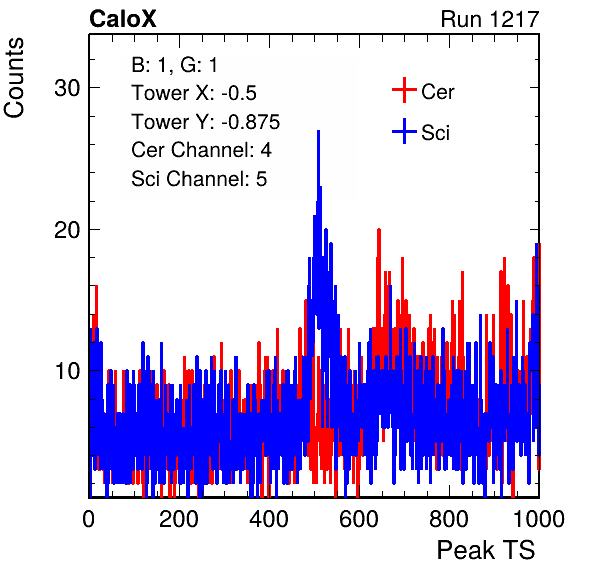 CaloX Run 1217
Counts
B: 1, G: 1
Tower X: -0.5
Tower Y: -0.875
Cer Channel: 4
Sci Channel: 5
Cer
Sci
30
20
10
0 200 400 600 800 1000
Peak TS